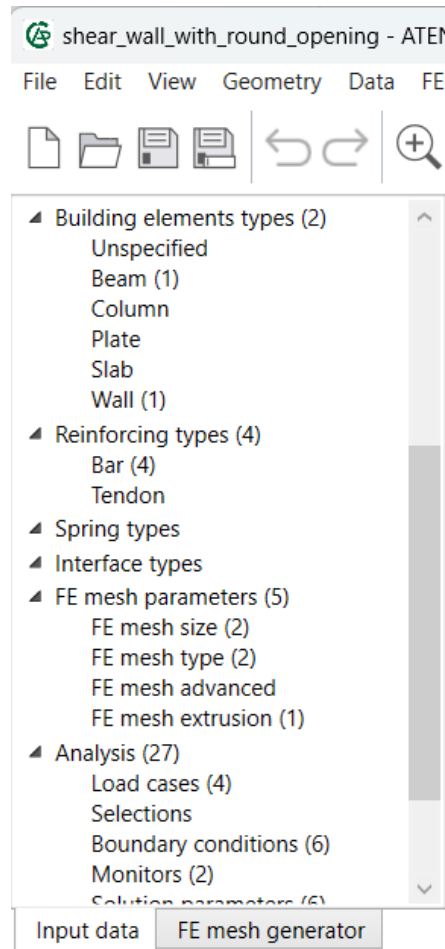 shear_wall_with_round_opening - ATEN
File Edit View Geometry Data FE
Building elements types (2)
Unspecified
Beam (1)
Column
Plate
Slab
Wall (1)
Reinforcing types (4)
Bar (4)
Tendon
Spring types
Interface types
FE mesh parameters (5)
FE mesh size (2)
FE mesh type (2)
FE mesh advanced
FE mesh extrusion (1)
Analysis (27)
Load cases (4)
Selections
Boundary conditions (6)
Monitors (2)
Solution parameters (6)
Input data FE mesh generator